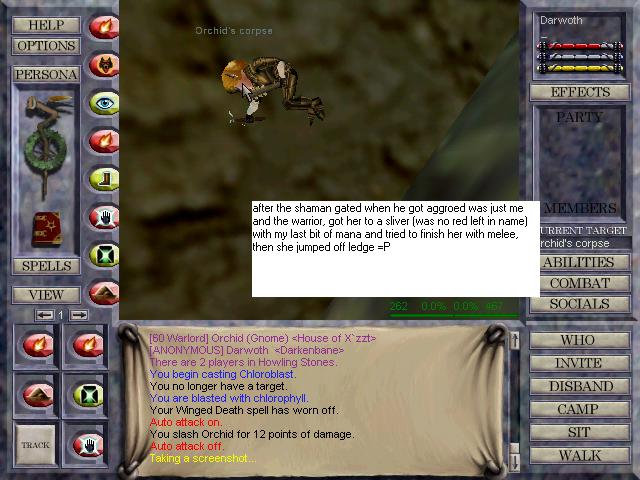 HELP
OPTIONS
PERSONA
SPELLS
VIEW
1
TRACK
Orchid's corpse
after the shaman gated when he got aggroed was just me
and the warrior, got her to a sliver (was no red left in name)
with my last bit of mana and tried to finish her with melee,
then she jumped off ledge =P
262 0.0% 0.0% 467
[60 Warlord] Orchid (Gnome) <House of X`zzt>
[ANONYMOUS] Darwoth <Darkenbane>
There are 2 players in Howling Stones.
You begin casting Chloroblast.
You no longer have a target.
You are blasted with chlorophyll.
Your Winged Death spell has worn off.
Auto attack on.
You slash Orchid for 12 points of damage.
Auto attack off.
Taking a screenshot...
Darwoth
EFFECTS
PARTY
MEMBERS
URRENT TARGET
rchid's corpse
ABILITIES
COMBAT
SOCIALS
WHO
INVITE
DISBAND
CAMP
SIT
WALK